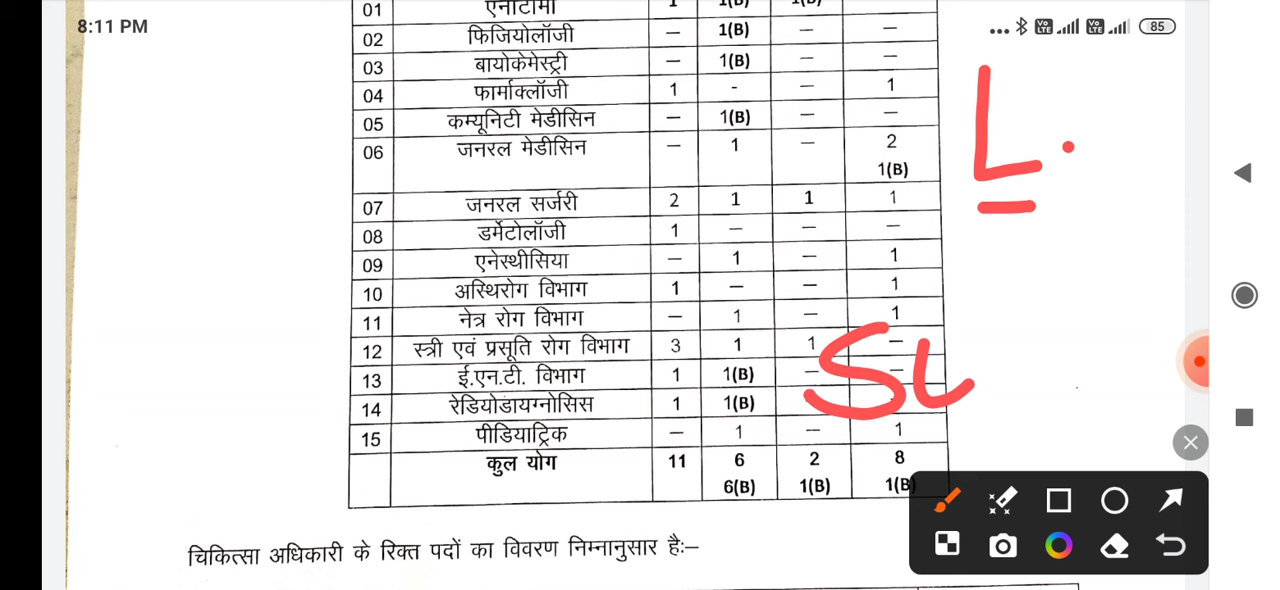 8:11 PM
85
01 एनाटॉमी 1 1(B) 1(B)
02 फिजियोलॉजी — 1(B) — —
03 बायोकेमेस्ट्री — 1(B) — —
04 फार्माक्लॉजी 1 - — 1
05 कम्यूनिटी मेडीसिन — 1(B) — —
06 जनरल मेडीसिन — 1 — 2
1(B)
07 जनरल सर्जरी 2 1 1 1
08 डर्मेटोलॉजी 1 — — —
09 एनेस्थीसिया — 1 — 1
10 अस्थिरोग विभाग 1 — — 1
11 नेत्र रोग विभाग — 1 — 1
12 स्त्री एवं प्रसूति रोग विभाग 3 1 1 —
13 ई.एन.टी. विभाग 1 1(B) — —
14 रेडियोडायग्नोसिस 1 1(B)
15 पीडियाट्रिक — 1 — 1
कुल योग 11 6 2 8
6(B) 1(B) 1(B)
चिकित्सा अधिकारी के रिक्त पदों का विवरण निम्नानुसार है:—
L.